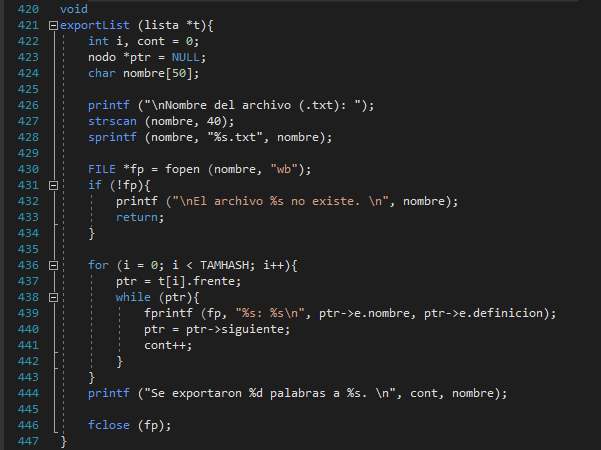 420 void
421 exportList (lista *t){
422     int i, cont = 0;
423     nodo *ptr = NULL;
424     char nombre[50];
425
426     printf ("\nNombre del archivo (.txt): ");
427     strscan (nombre, 40);
428     sprintf (nombre, "%s.txt", nombre);
429
430     FILE *fp = fopen (nombre, "wb");
431     if (!fp){
432         printf ("\nEl archivo %s no existe. \n", nombre);
433         return;
434     }
435
436     for (i = 0; i < TAMHASH; i++){
437         ptr = t[i].frente;
438         while (ptr){
439             fprintf (fp, "%s: %s\n", ptr->e.nombre, ptr->e.definicion);
440             ptr = ptr->siguiente;
441             cont++;
442         }
443     }
444     printf ("Se exportaron %d palabras a %s. \n", cont, nombre);
445
446     fclose (fp);
447 }